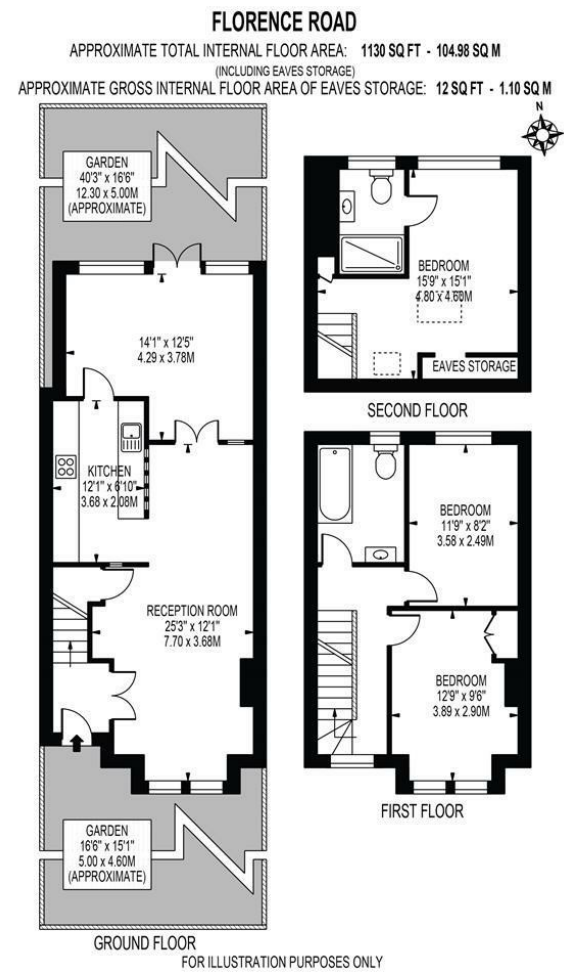 FLORENCE ROAD
APPROXIMATE TOTAL INTERNAL FLOOR AREA: 1130 SQ FT - 104.98 SQ M
(INCLUDING EAVES STORAGE)
APPROXIMATE GROSS INTERNAL FLOOR AREA OF EAVES STORAGE: 12 SQ FT - 1.10 SQ M
N
GARDEN
40'3" x 16'6"
12.30 x 5.00M
(APPROXIMATE)
14'1" x 12'5"
4.29 x 3.78M
KITCHEN
12'1" x 6'10"
3.68 x 2.08M
RECEPTION ROOM
25'3" x 12'1"
7.70 x 3.68M
GARDEN
16'6" x 15'1"
5.00 x 4.60M
(APPROXIMATE)
GROUND FLOOR
BEDROOM
15'9" x 15'1"
4.80 x 4.60M
EAVES STORAGE
SECOND FLOOR
BEDROOM
11'9" x 8'2"
3.58 x 2.49M
BEDROOM
12'9" x 9'6"
3.89 x 2.90M
FIRST FLOOR
FOR ILLUSTRATION PURPOSES ONLY